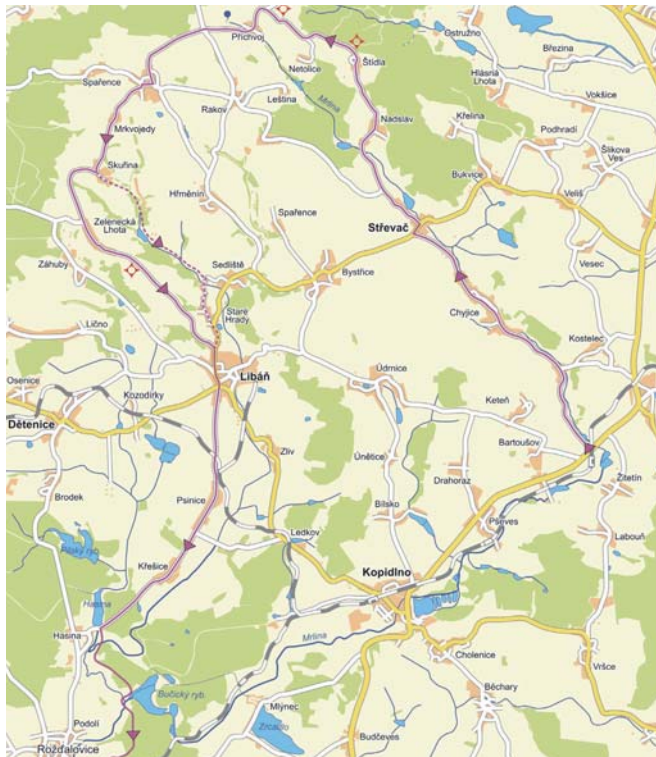 Ostružno
Přichvoj
Březina
Netolice
Štidla
Hlásná
Lhota
Spařence
Leština
Vokšice
Rakov
Mrlina
Nadslav
Křelina
Podhradí
Mrkvojedy
Šlikova
Ves
Skuřina
Bukvice
Hřmenín
Veliš
Spařence
Střevač
Zelenecká
Lhota
Sedliště
Vesec
Záhuby
Bystřice
Staré
Hrady
Chyjice
Lično
Kostelec
Libáň
Údrnice
Osenice
Kozodírky
Keteň
Dětenice
Bartoušov
Zliv
Únětice
Drahoraz
Žitětín
Brodek
Psinice
Bílsko
Ledkov
Pševes
Labouň
Křešice
Kopidlno
Hasina
Hasina
Mrlina
Cholenice
Vršce
Bučický ryb.
Běchary
Mlýnec
Podolí
Zrcadlo
Budčeves
Rožďalovice